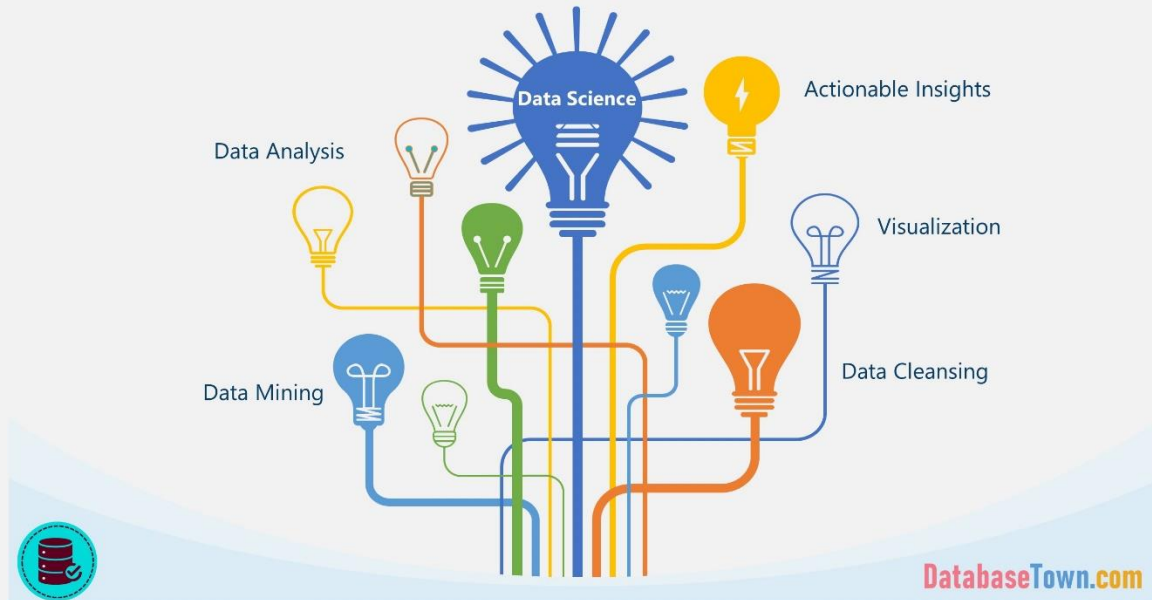 Data Science
Actionable Insights
Data Analysis
Visualization
Data Cleansing
Data Mining
DatabaseTown.com